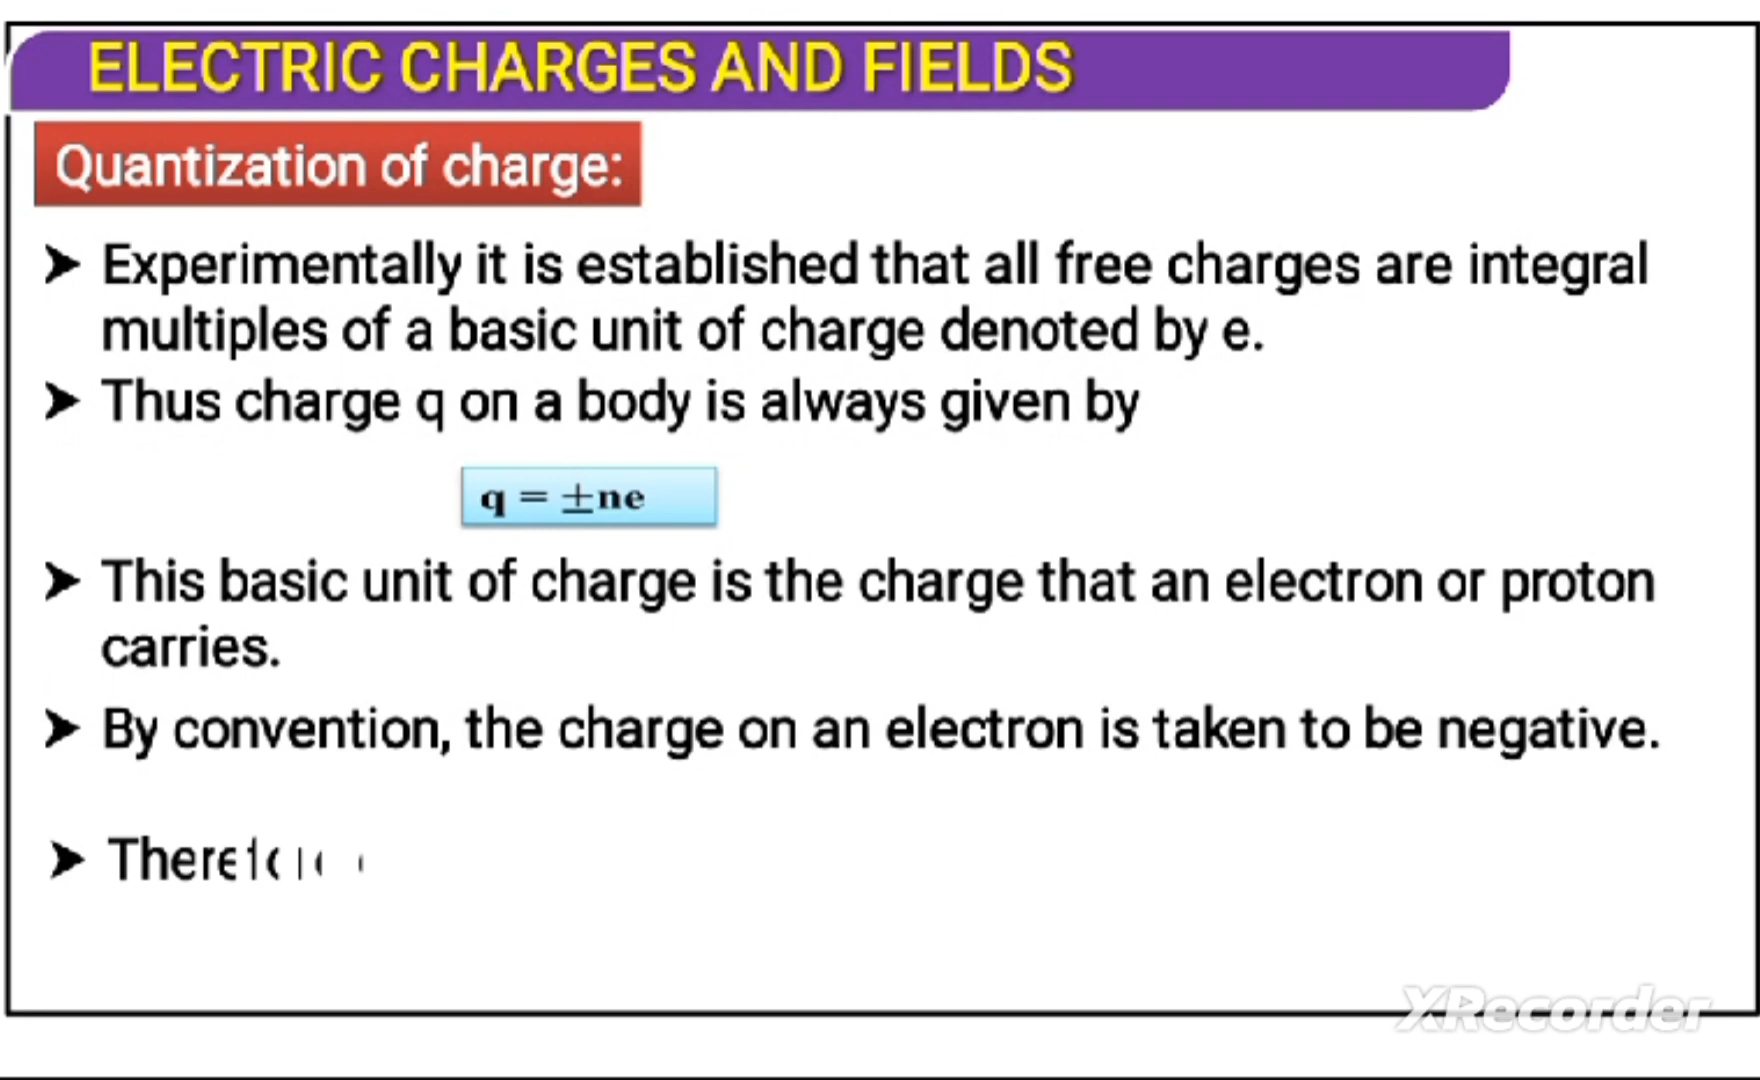 ELECTRIC CHARGES AND FIELDS
Quantization of charge:
➤ Experimentally it is established that all free charges are integral
multiples of a basic unit of charge denoted by e.
➤ Thus charge q on a body is always given by
q = ±ne
➤ This basic unit of charge is the charge that an electron or proton
carries.
➤ By convention, the charge on an electron is taken to be negative.
➤
XRecorder